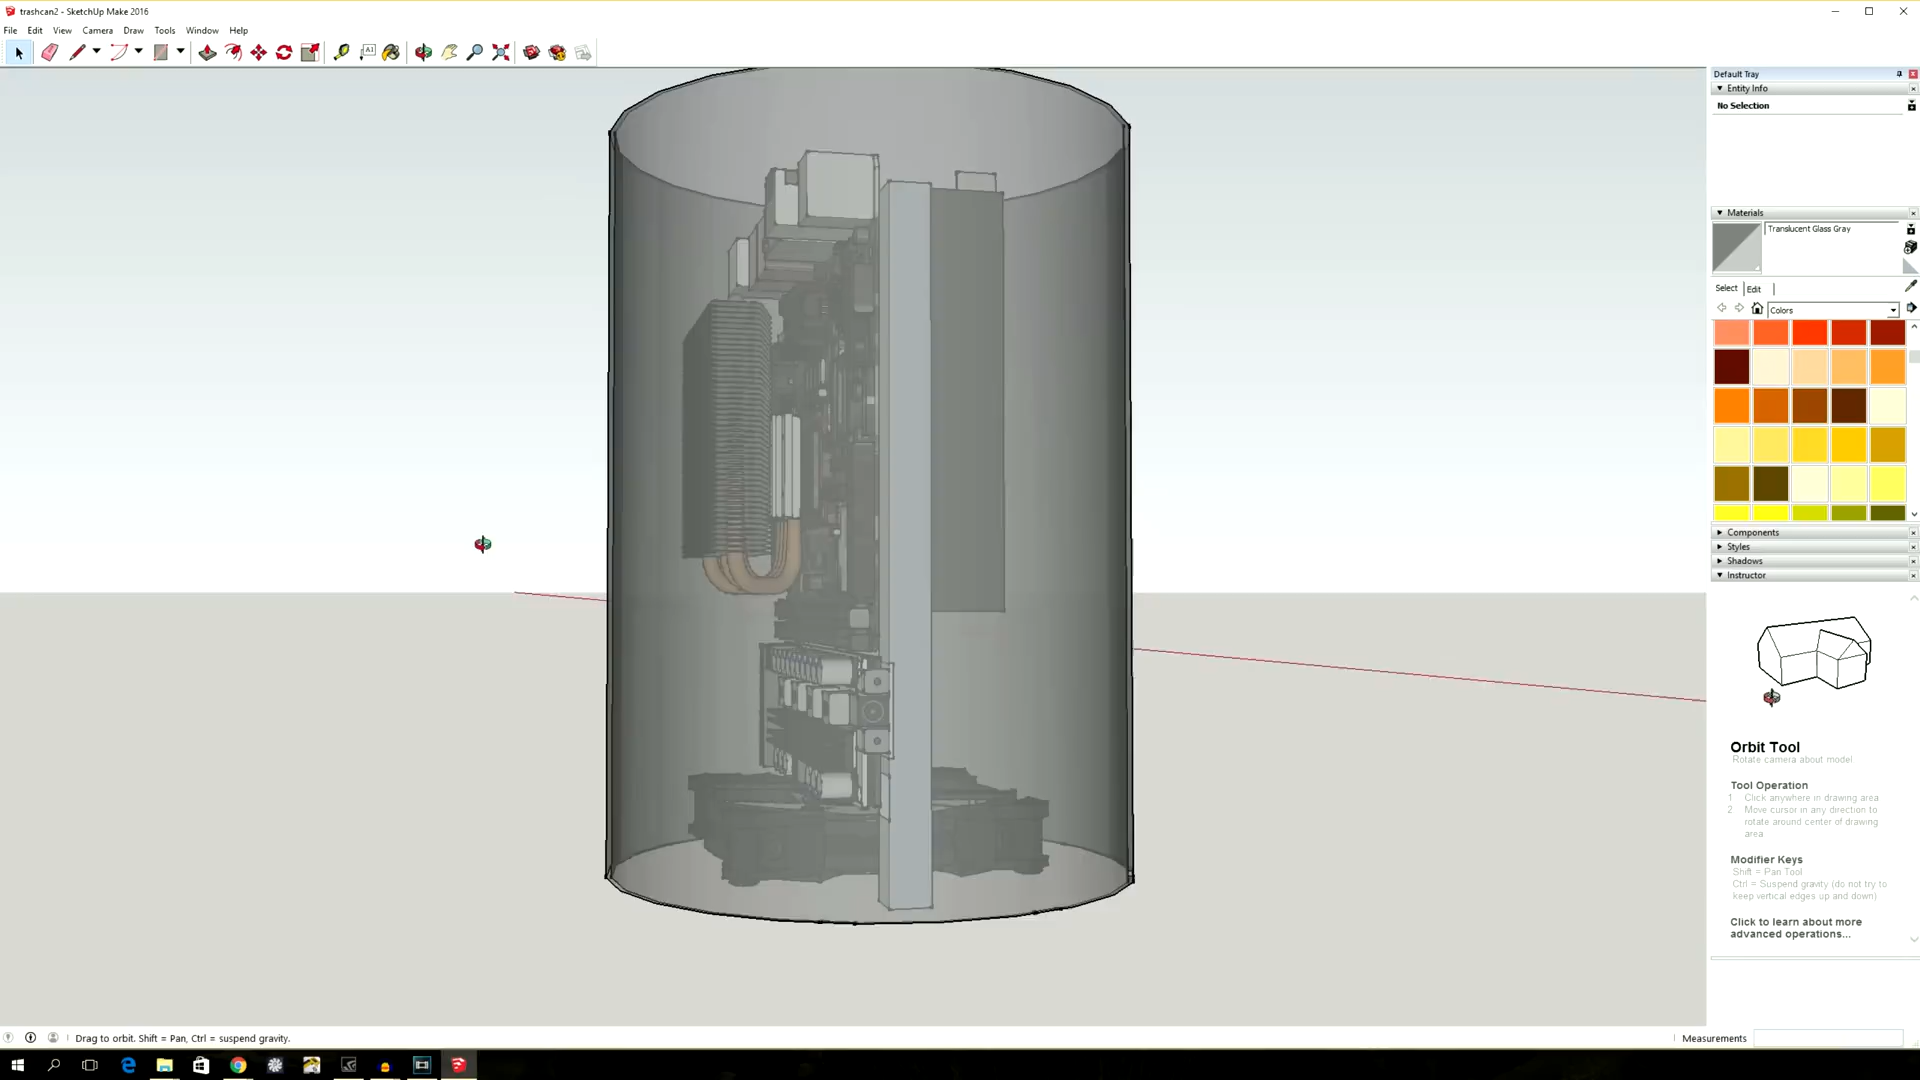 trashcan2 - SketchUp Make 2016
File Edit View Camera Draw Tools Window Help
A1
Default Tray
Entity Info
No Selection
Materials
Translucent Glass Gray
Select Edit
Colors
Components
Styles
Shadows
Instructor
Orbit Tool
Rotate camera about model
Tool Operation
1 Click anywhere in drawing area
2 Move cursor in any direction to
rotate around center of drawing
area
Modifier Keys
Shift = Pan Tool
Ctrl = Suspend gravity (do not try to
keep vertical edges up and down)
Click to learn about more
advanced operations...
Drag to orbit. Shift = Pan, Ctrl = suspend gravity.
Measurements